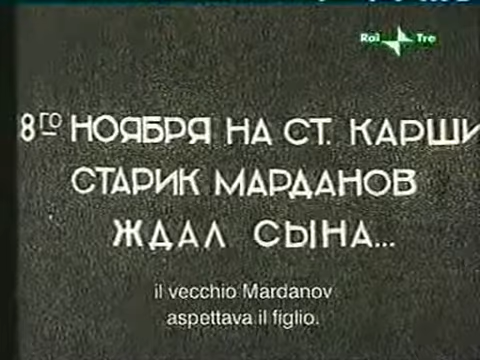 Rai Tre
8го НОЯБРЯ НА СТ. КАРШИ
СТАРИК МАРДАНОВ
ЖДАЛ СЫНА...
il vecchio Mardanov
aspettava il figlio.